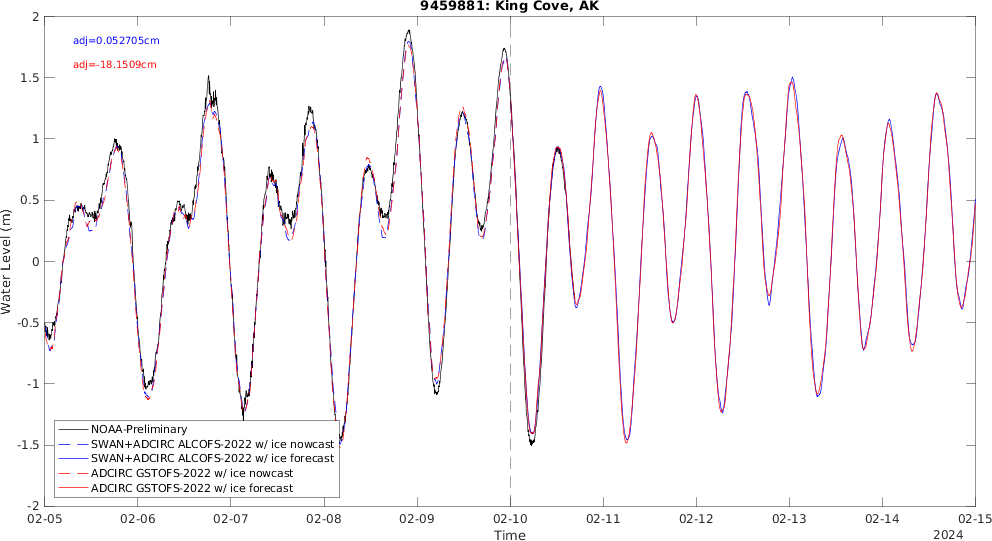 9459881: King Cove, AK
adj=0.052705cm
adj=-18.1509cm
Water Level (m)
2
1.5
1
0.5
0
-0.5
-1
-1.5
-2
NOAA-Preliminary
SWAN+ADCIRC ALCOFS-2022 w/ ice nowcast
SWAN+ADCIRC ALCOFS-2022 w/ ice forecast
ADCIRC GSTOFS-2022 w/ ice nowcast
ADCIRC GSTOFS-2022 w/ ice forecast
02-05 02-06 02-07 02-08 02-09 02-10 02-11 02-12 02-13 02-14 02-15
Time
2024